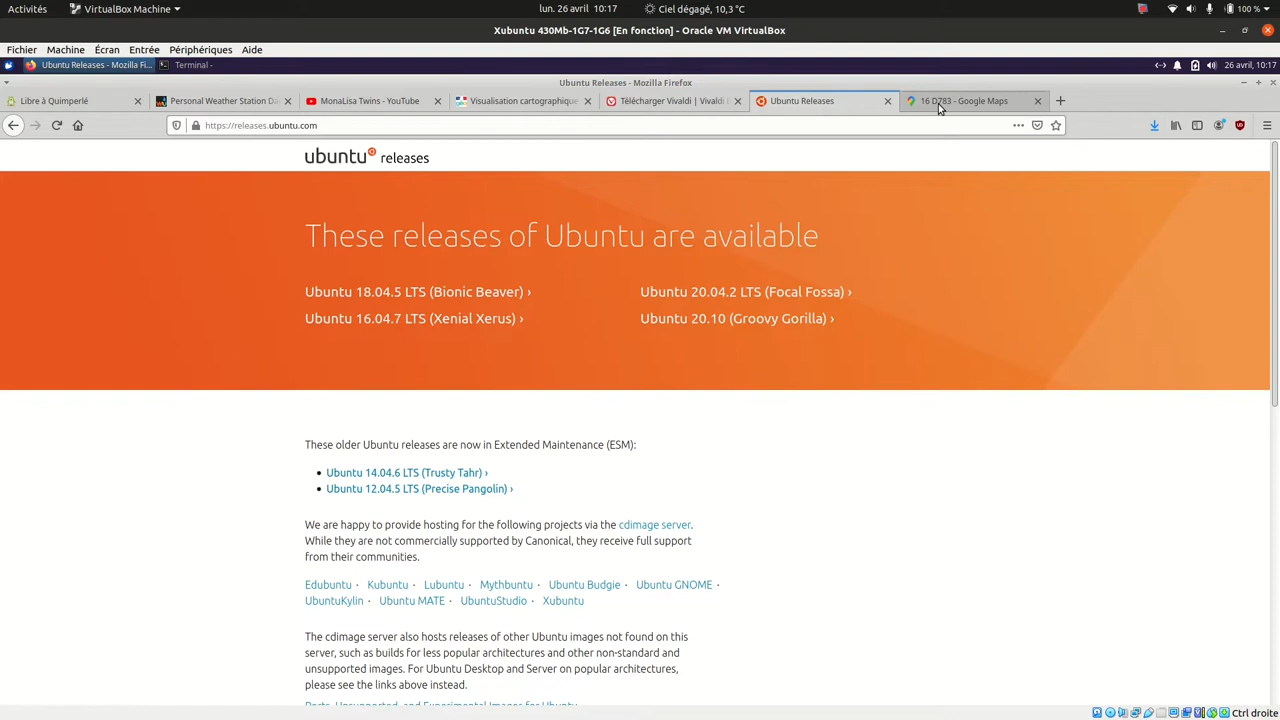 Activités
VirtualBox Machine
lun. 26 avril 10:17
Ciel dégagé, 10,3 °C
100 %
Xubuntu 430Mb-1G7-1G6 [En fonction] - Oracle VM VirtualBox
Fichier Machine Écran Entrée Périphériques Aide
Ubuntu Releases - Mozilla Fi...
Terminal -
26 avril, 10:17
Ubuntu Releases - Mozilla Firefox
Libre à Quimperlé
Personal Weather Station Da
MonaLisa Twins - YouTube
Visualisation cartographique
Télécharger Vivaldi | Vivaldi
Ubuntu Releases
16 D783 - Google Maps
https://releases.ubuntu.com
ubuntu releases
These releases of Ubuntu are available
Ubuntu 18.04.5 LTS (Bionic Beaver) ›
Ubuntu 20.04.2 LTS (Focal Fossa) ›
Ubuntu 16.04.7 LTS (Xenial Xerus) ›
Ubuntu 20.10 (Groovy Gorilla) ›
These older Ubuntu releases are now in Extended Maintenance (ESM):
• Ubuntu 14.04.6 LTS (Trusty Tahr) ›
• Ubuntu 12.04.5 LTS (Precise Pangolin) ›
We are happy to provide hosting for the following projects via the cdimage server.
While they are not commercially supported by Canonical, they receive full support
from their communities.
Edubuntu · Kubuntu · Lubuntu · Mythbuntu · Ubuntu Budgie · Ubuntu GNOME ·
UbuntuKylin · Ubuntu MATE · UbuntuStudio · Xubuntu
The cdimage server also hosts releases of other Ubuntu images not found on this
server, such as builds for less popular architectures and other non-standard and
unsupported images. For Ubuntu Desktop and Server on popular architectures,
please see the links above instead.
Ports, Unsupported, and Experimental Images for Ubuntu
Ctrl droite